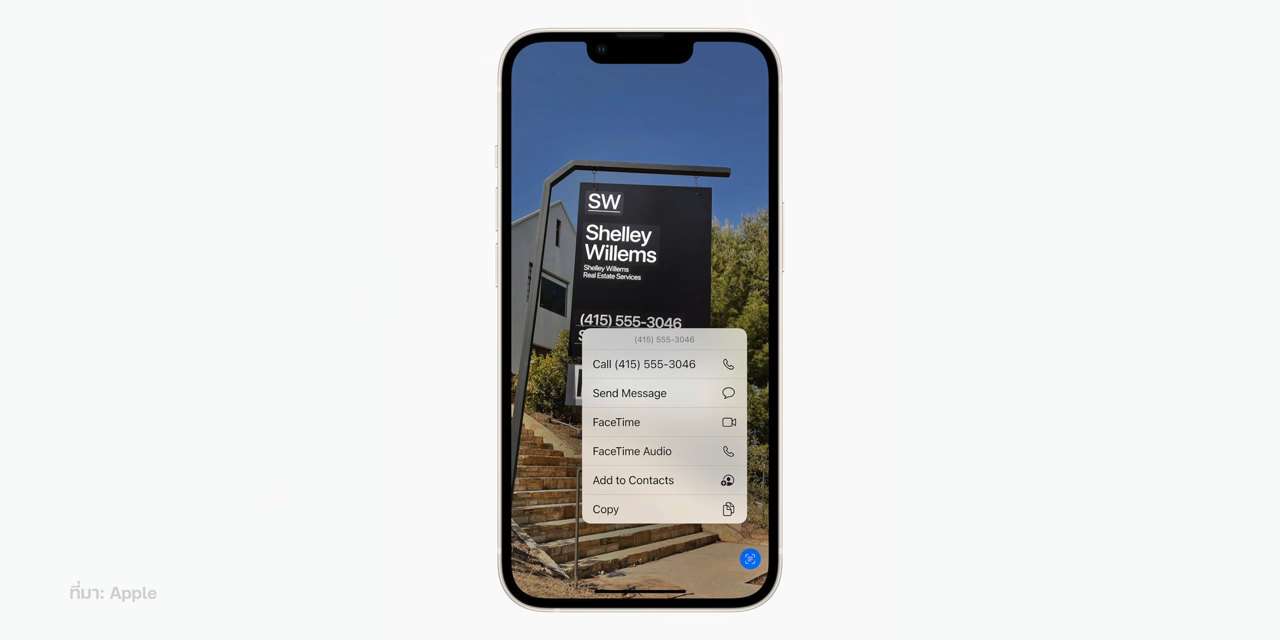 SW
Shelley
Willems
Shelley Willems
Real Estate Services
(415) 555-3046
(415) 555-3046
Call (415) 555-3046
Send Message
FaceTime
FaceTime Audio
Add to Contacts
Copy
ที่มา: Apple